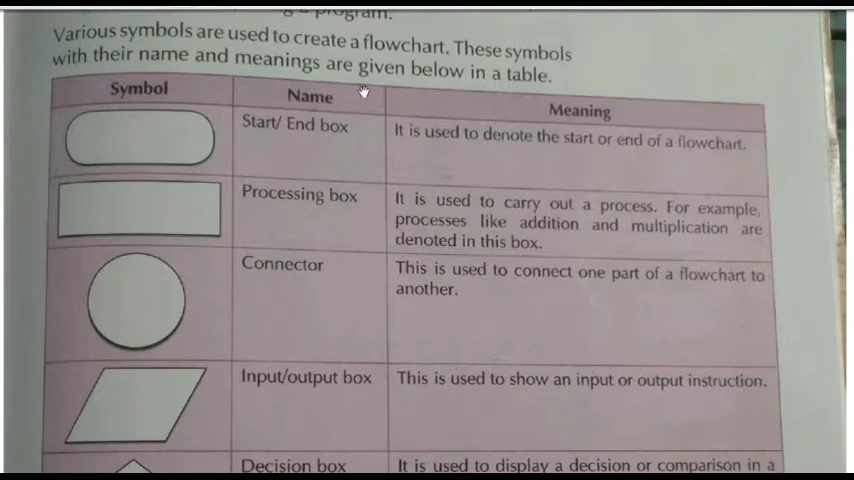 a program.
Various symbols are used to create a flowchart. These symbols
with their name and meanings are given below in a table.
Symbol Name Meaning
Start/ End box It is used to denote the start or end of a flowchart.
Processing box It is used to carry out a process. For example,
processes like addition and multiplication are
denoted in this box.
Connector This is used to connect one part of a flowchart to
another.
Input/output box This is used to show an input or output instruction.
Decision box It is used to display a decision or comparison in a